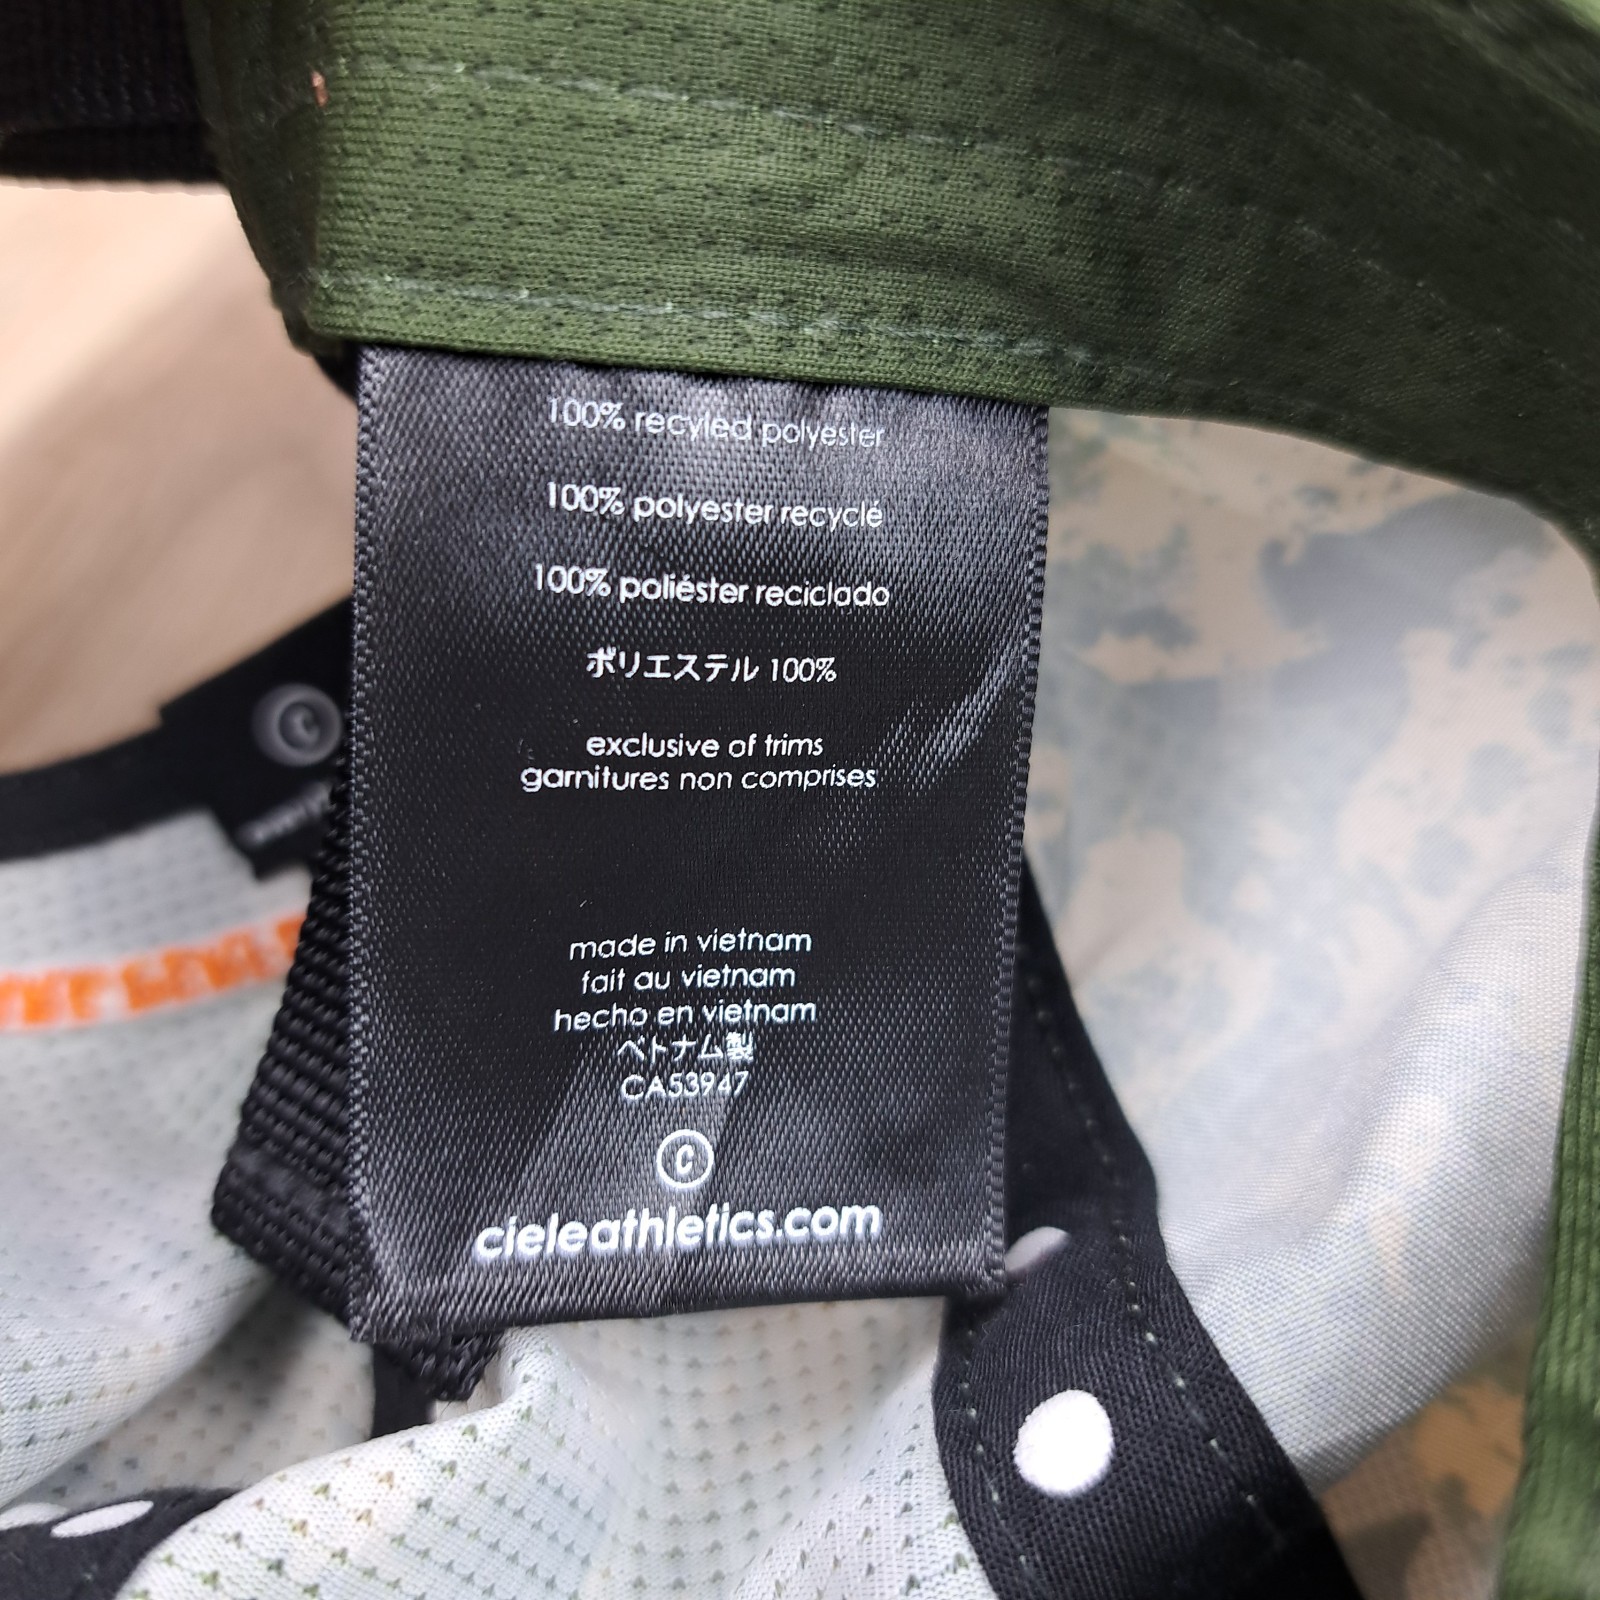 100% recycled polyester
100% polyester recyclé
100% poliéster reciclado
ポリエステル 100%
exclusive of trims
garnitures non comprises
made in vietnam
fait au vietnam
hecho en vietnam
ベトナム製
CA53947
C
cieleathletics.com
C